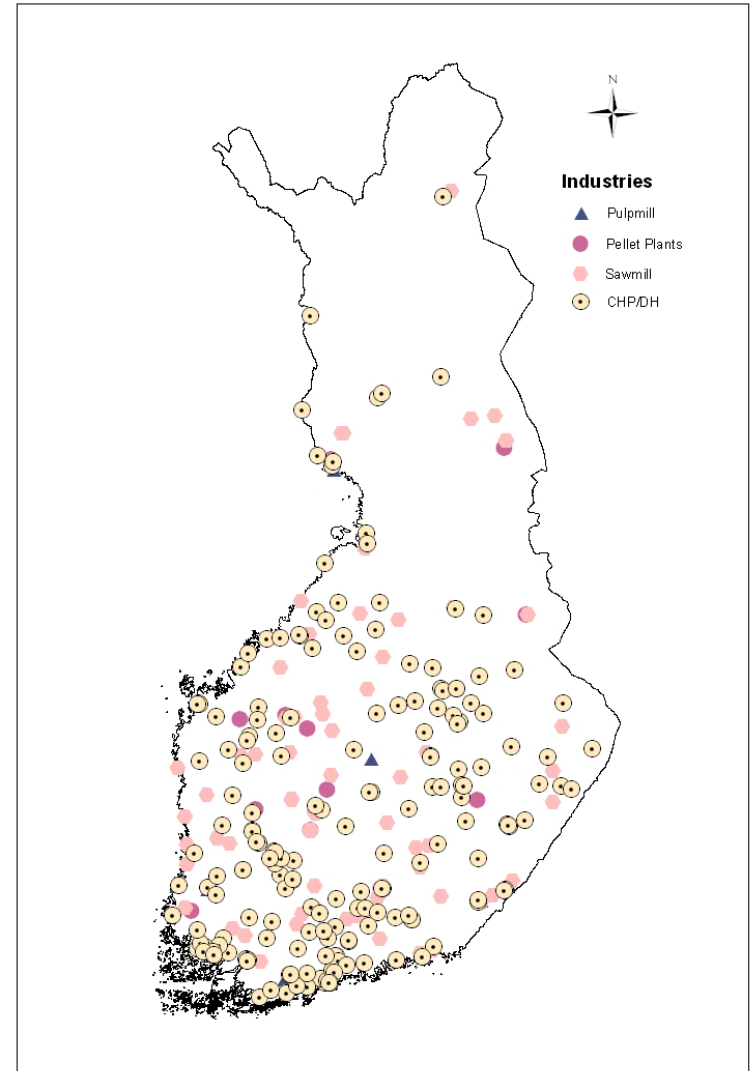 N
Industries
Pulpmill
Pellet Plants
Sawmill
CHP/DH